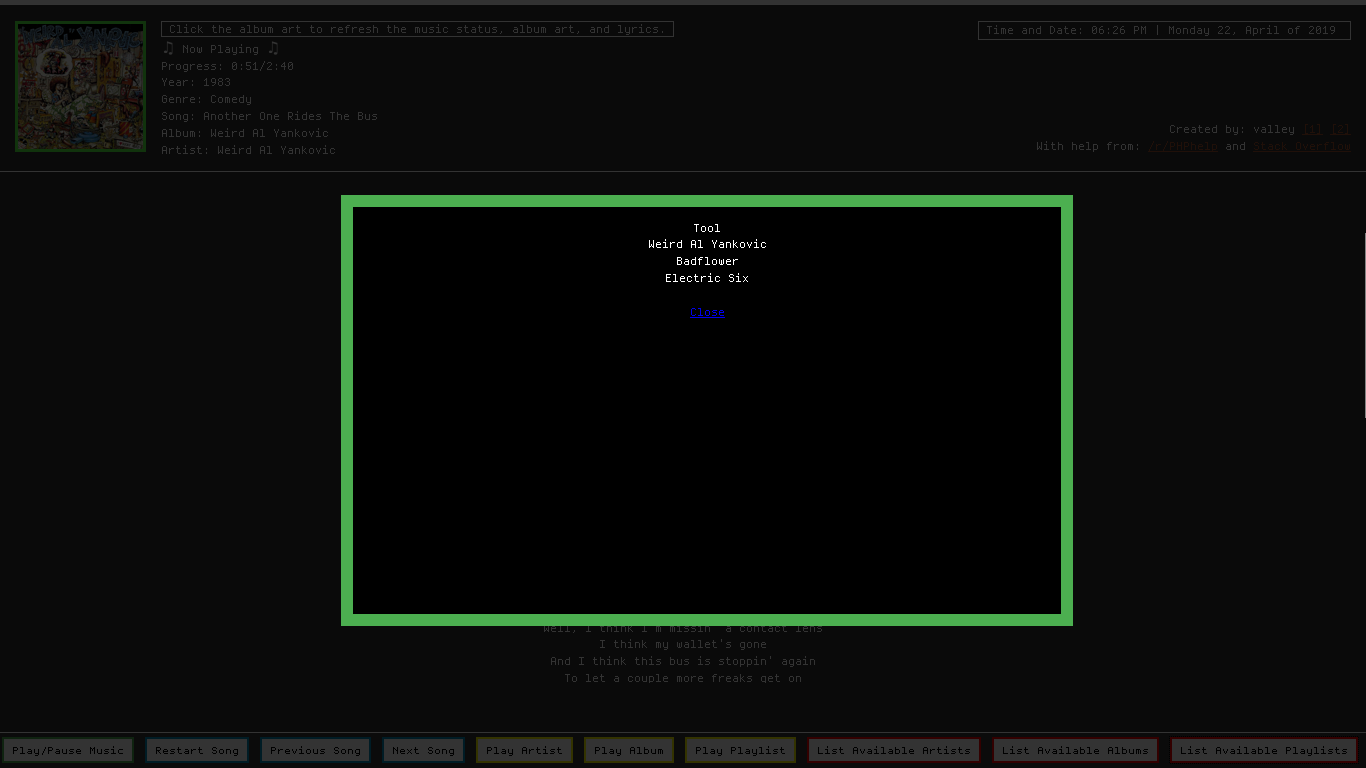 Click the album art to refresh the music status, album art, and lyrics.
Time and Date: 06:26 PM | Monday 22, April of 2019
♫ Now Playing ♫
Progress: 0:51/2:40
Year: 1983
Genre: Comedy
Song: Another One Rides The Bus
Album: Weird Al Yankovic
Artist: Weird Al Yankovic
Created by: valley [1] [2]
With help from: /r/PHPhelp and Stack Overflow
Tool
Weird Al Yankovic
Badflower
Electric Six
Close
Well, I think I'm missin' a contact lens
I think my wallet's gone
And I think this bus is stoppin' again
To let a couple more freaks get on
Play/Pause Music
Restart Song
Previous Song
Next Song
Play Artist
Play Album
Play Playlist
List Available Artists
List Available Albums
List Available Playlists